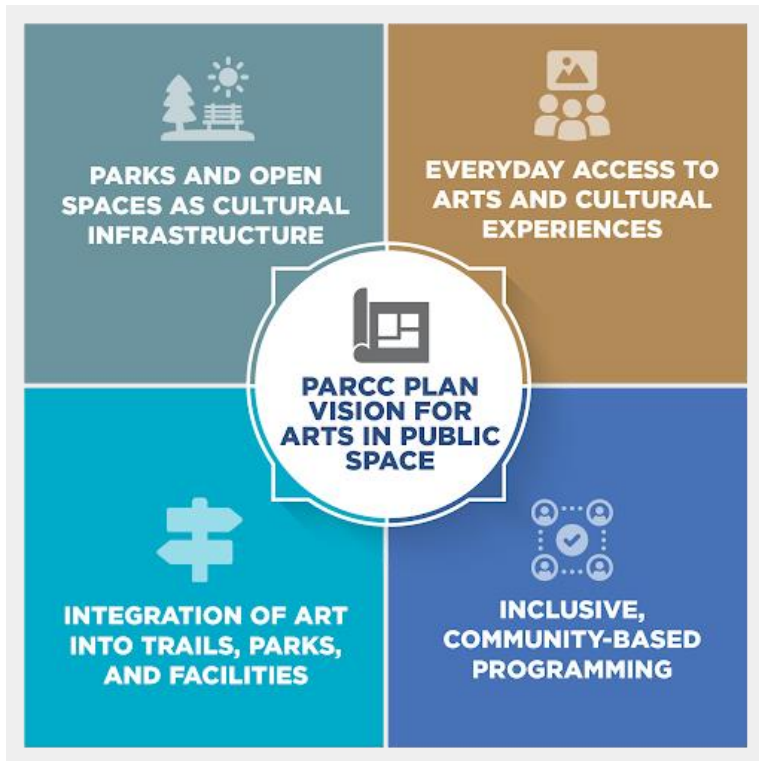 PARKS AND OPEN
SPACES AS CULTURAL
INFRASTRUCTURE
EVERYDAY ACCESS TO
ARTS AND CULTURAL
EXPERIENCES
PARCC PLAN
VISION FOR
ARTS IN PUBLIC
SPACE
INTEGRATION OF ART
INTO TRAILS, PARKS,
AND FACILITIES
INCLUSIVE,
COMMUNITY-BASED
PROGRAMMING